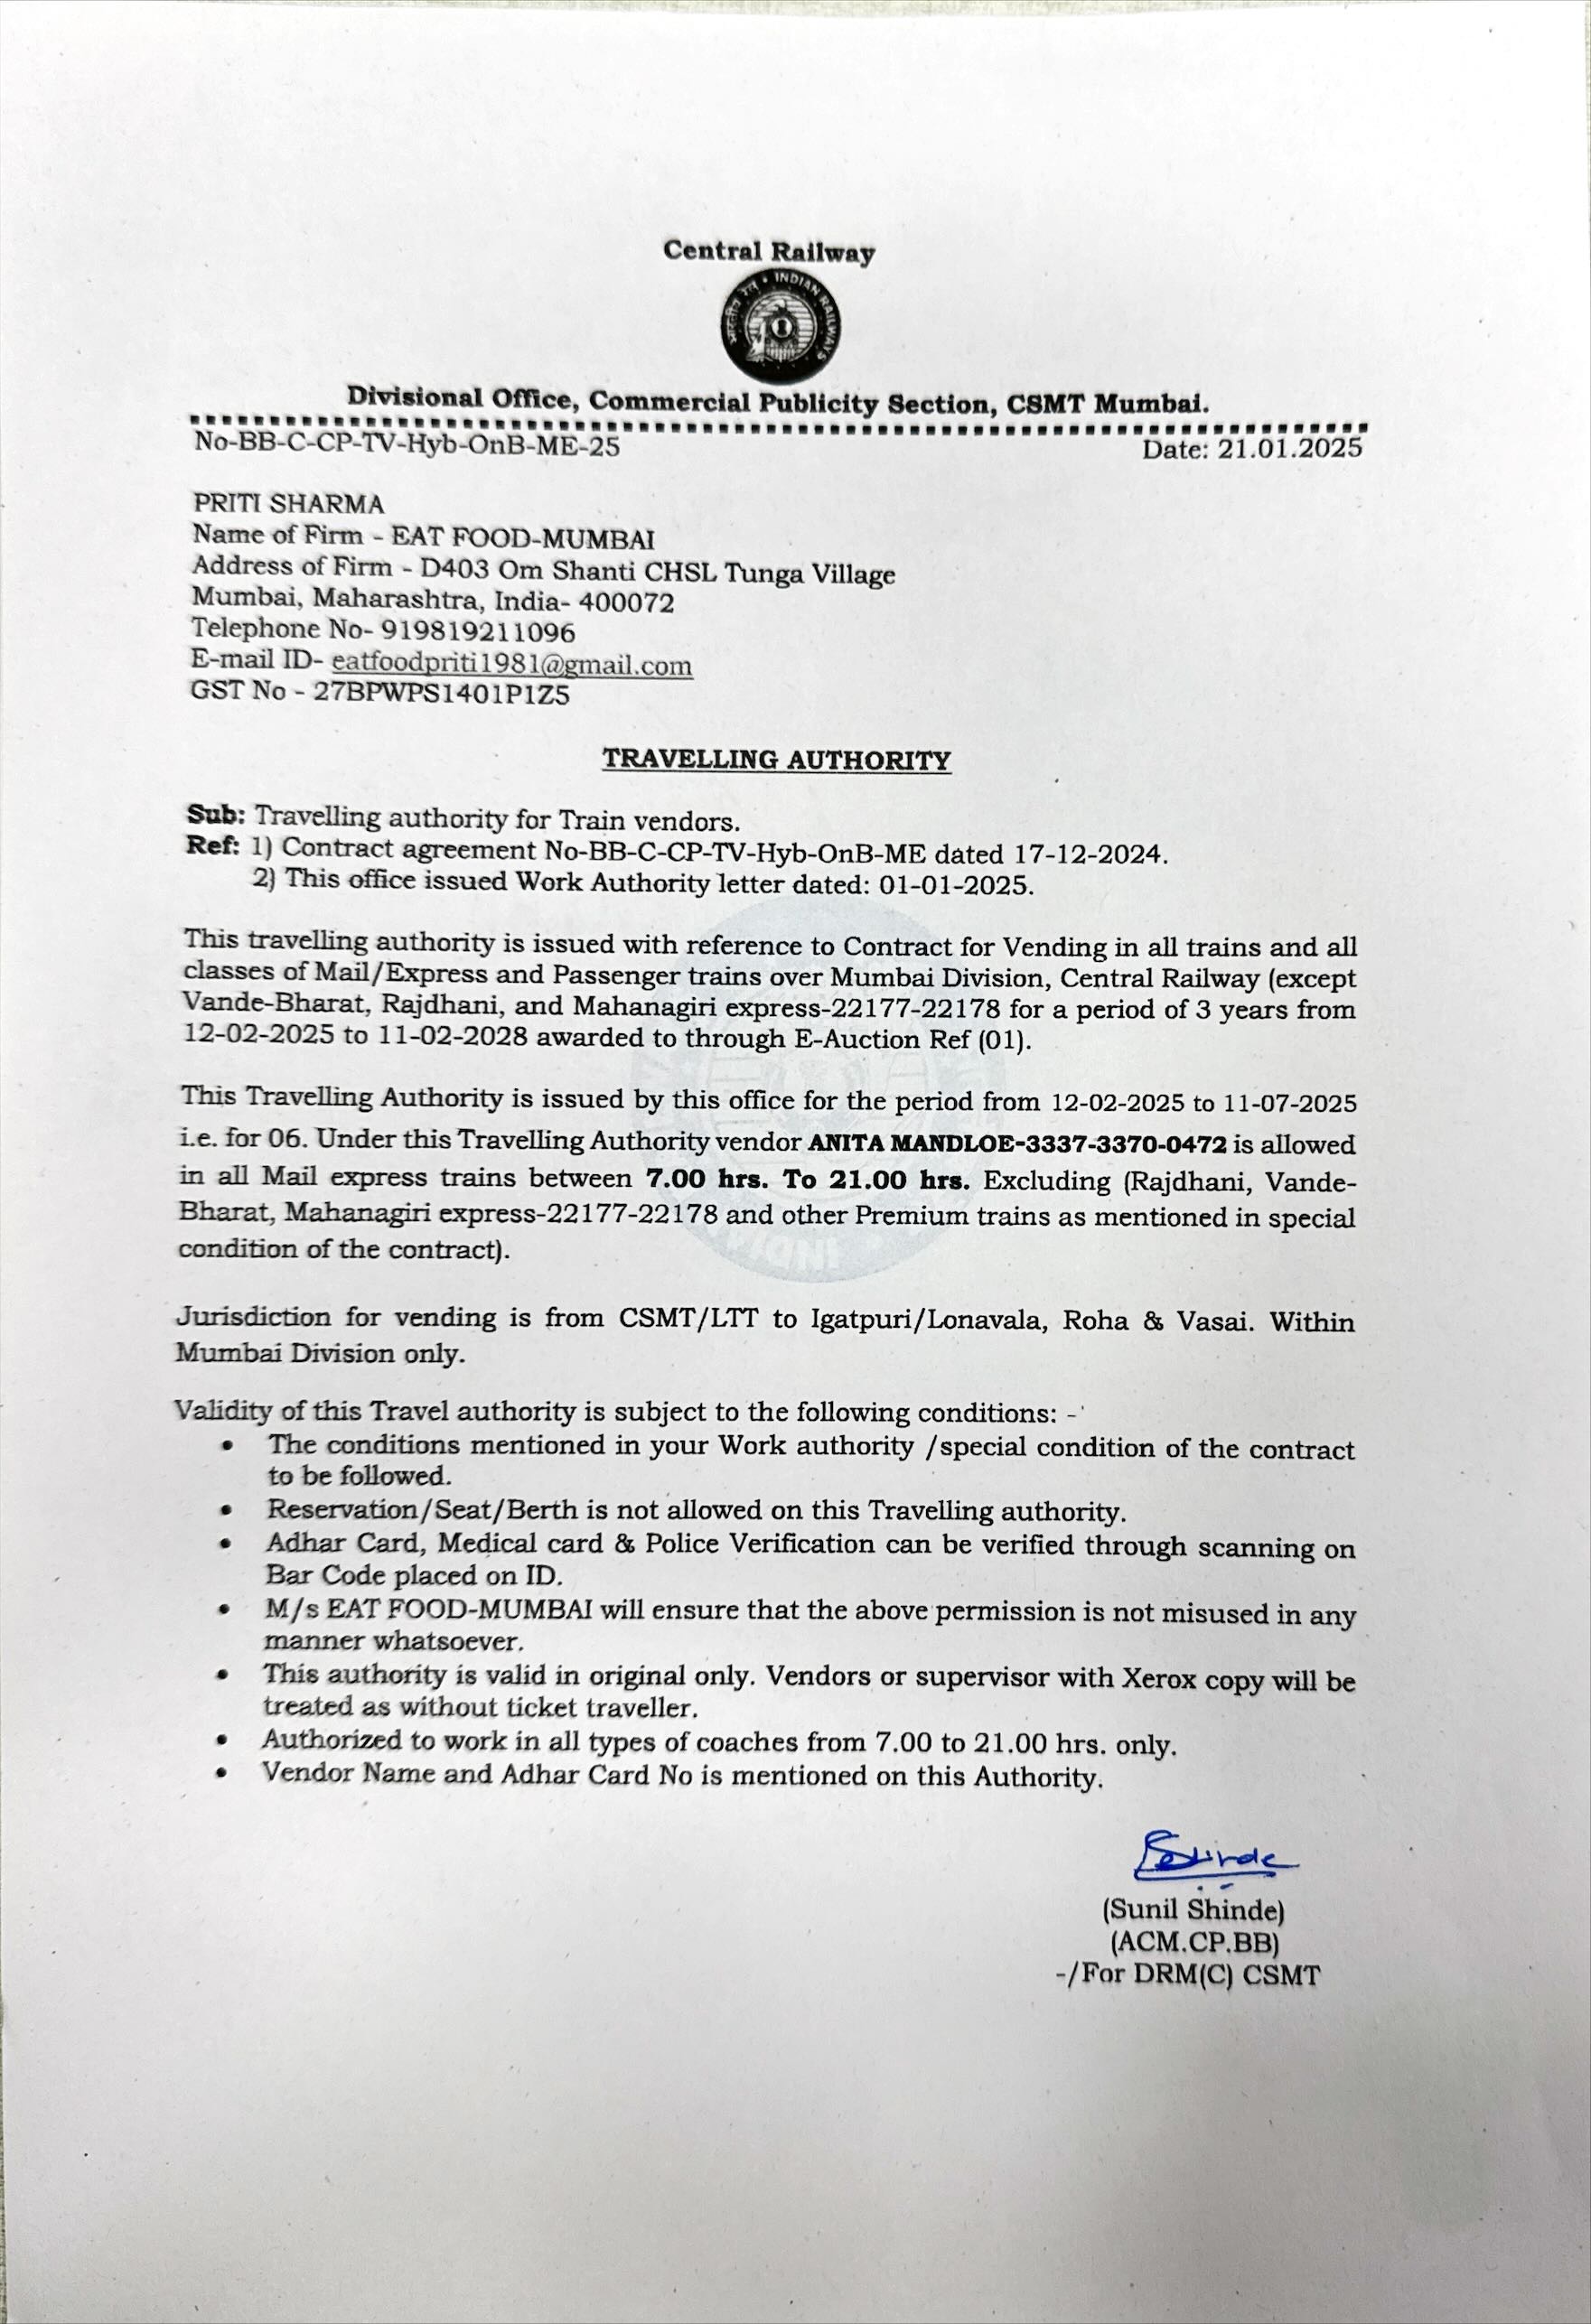 Central Railway
भारतीय रेल • INDIAN RAILWAYS
Divisional Office, Commercial Publicity Section, CSMT Mumbai.
No-BB-C-CP-TV-Hyb-OnB-ME-25 Date: 21.01.2025
PRITI SHARMA
Name of Firm - EAT FOOD-MUMBAI
Address of Firm - D403 Om Shanti CHSL Tunga Village
Mumbai, Maharashtra, India- 400072
Telephone No- 919819211096
E-mail ID- eatfoodpriti1981@gmail.com
GST No - 27BPWPS1401P1Z5
TRAVELLING AUTHORITY
Sub: Travelling authority for Train vendors.
Ref: 1) Contract agreement No-BB-C-CP-TV-Hyb-OnB-ME dated 17-12-2024.
2) This office issued Work Authority letter dated: 01-01-2025.
This travelling authority is issued with reference to Contract for Vending in all trains and all
classes of Mail/Express and Passenger trains over Mumbai Division, Central Railway (except
Vande-Bharat, Rajdhani, and Mahanagiri express-22177-22178 for a period of 3 years from
12-02-2025 to 11-02-2028 awarded to through E-Auction Ref (01).
This Travelling Authority is issued by this office for the period from 12-02-2025 to 11-07-2025
i.e. for 06. Under this Travelling Authority vendor ANITA MANDLOE-3337-3370-0472 is allowed
in all Mail express trains between 7.00 hrs. To 21.00 hrs. Excluding (Rajdhani, Vande-
Bharat, Mahanagiri express-22177-22178 and other Premium trains as mentioned in special
condition of the contract).
Jurisdiction for vending is from CSMT/LTT to Igatpuri/Lonavala, Roha & Vasai. Within
Mumbai Division only.
Validity of this Travel authority is subject to the following conditions: -
• The conditions mentioned in your Work authority /special condition of the contract
to be followed.
• Reservation/Seat/Berth is not allowed on this Travelling authority.
• Adhar Card, Medical card & Police Verification can be verified through scanning on
Bar Code placed on ID.
• M/s EAT FOOD-MUMBAI will ensure that the above permission is not misused in any
manner whatsoever.
• This authority is valid in original only. Vendors or supervisor with Xerox copy will be
treated as without ticket traveller.
• Authorized to work in all types of coaches from 7.00 to 21.00 hrs. only.
• Vendor Name and Adhar Card No is mentioned on this Authority.
(Sunil Shinde)
(ACM.CP.BB)
-/For DRM(C) CSMT